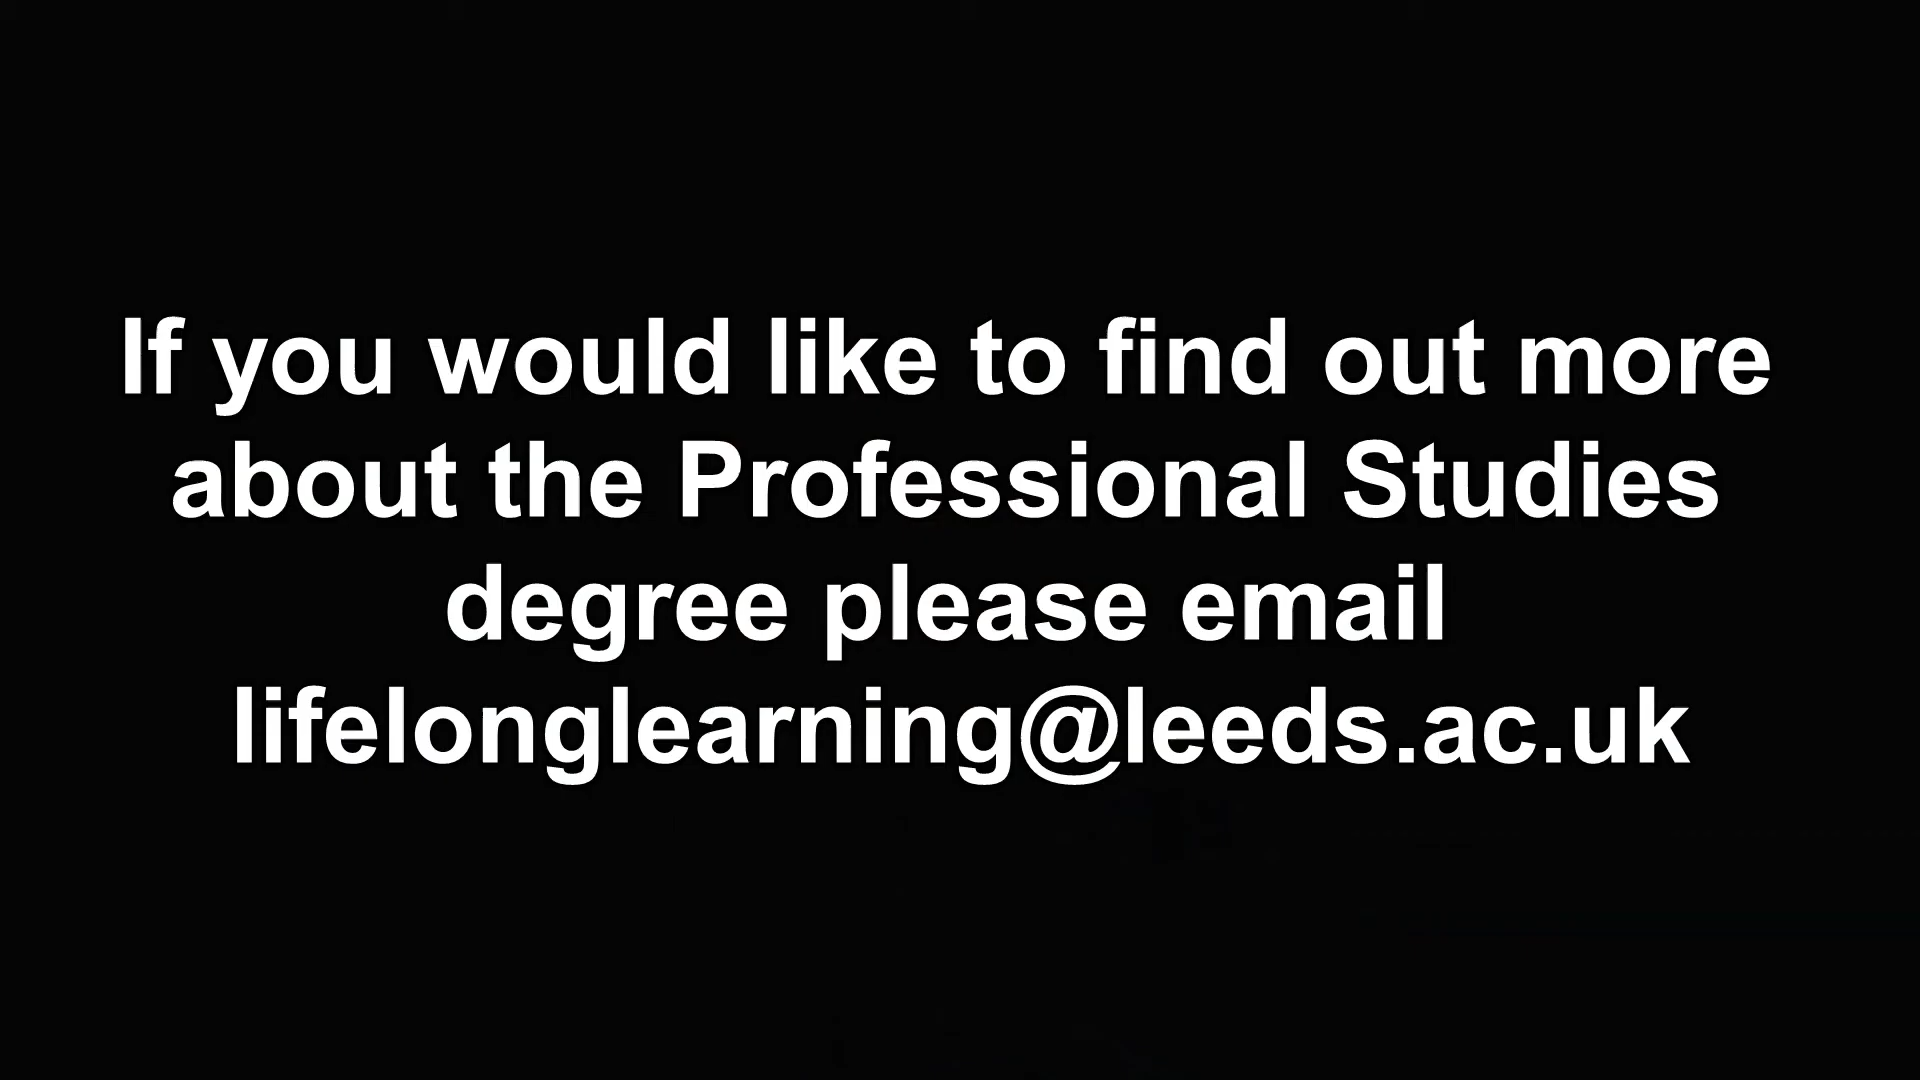 If you would like to find out more
about the Professional Studies
degree please email
lifelonglearning@leeds.ac.uk